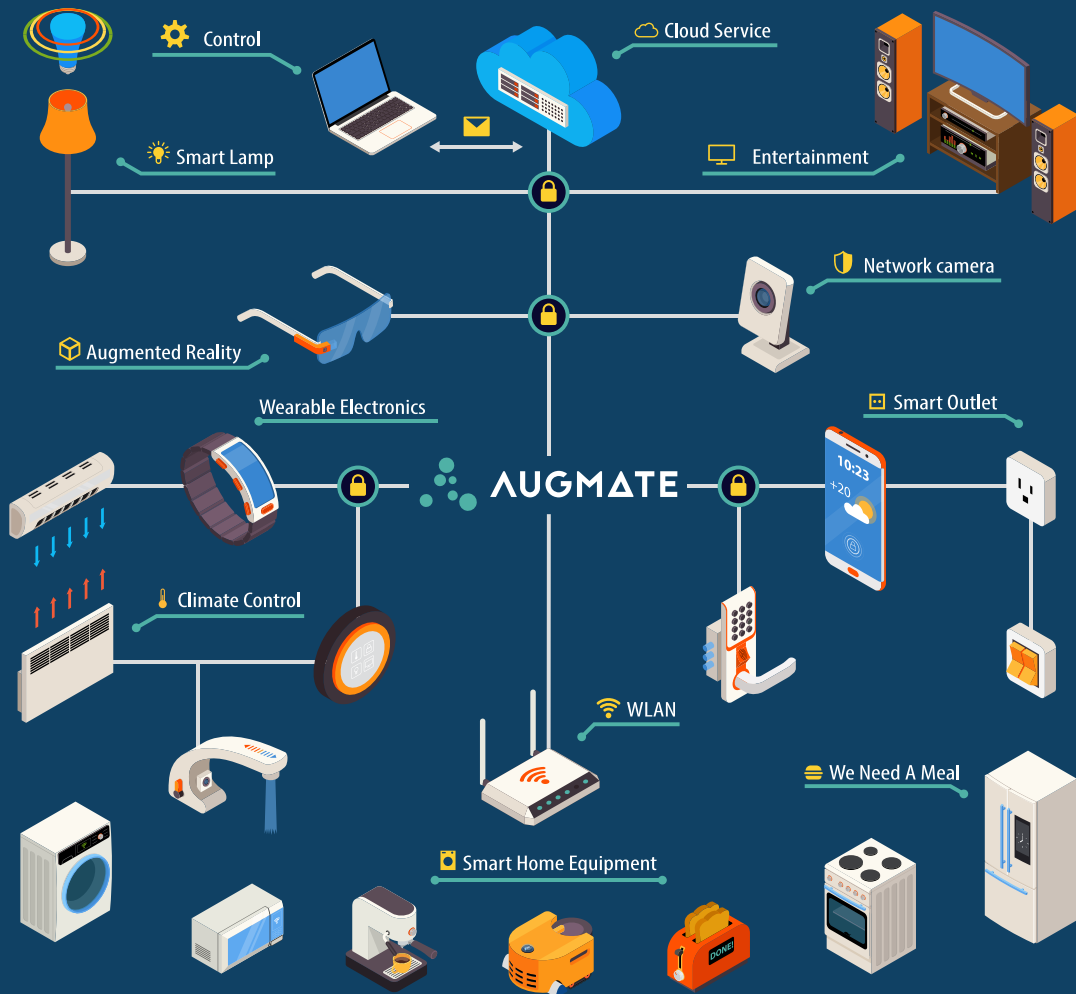 Control
Cloud Service
Smart Lamp
Entertainment
Network camera
Augmented Reality
Wearable Electronics
Smart Outlet
10:23
+20
AUGMATE
Climate Control
WLAN
We Need A Meal
Smart Home Equipment
DONE!